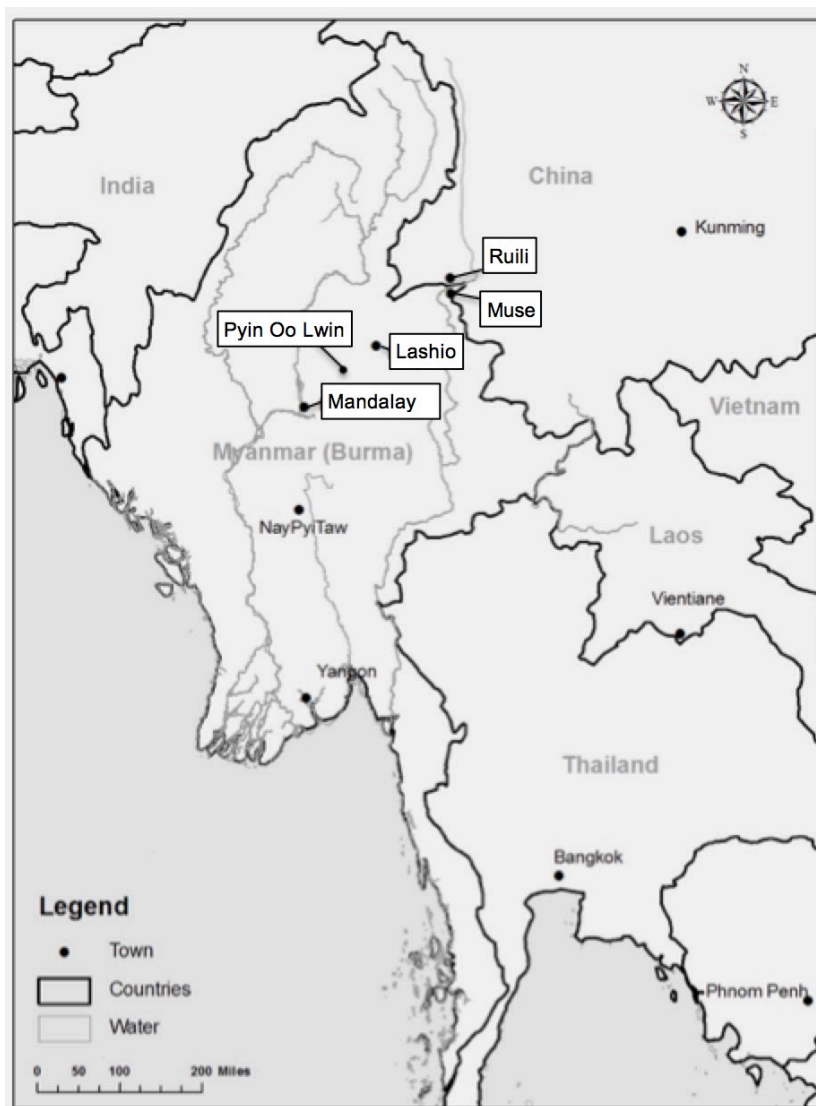 N
W E
S
India
China
Kunming
Ruili
Muse
Pyin Oo Lwin
Lashio
Mandalay
Vietnam
Myanmar (Burma)
NayPyiTaw
Laos
Vientiane
Yangon
Thailand
Bangkok
Phnom Penh
Legend
Town
Countries
Water
0 50 100 200 Miles